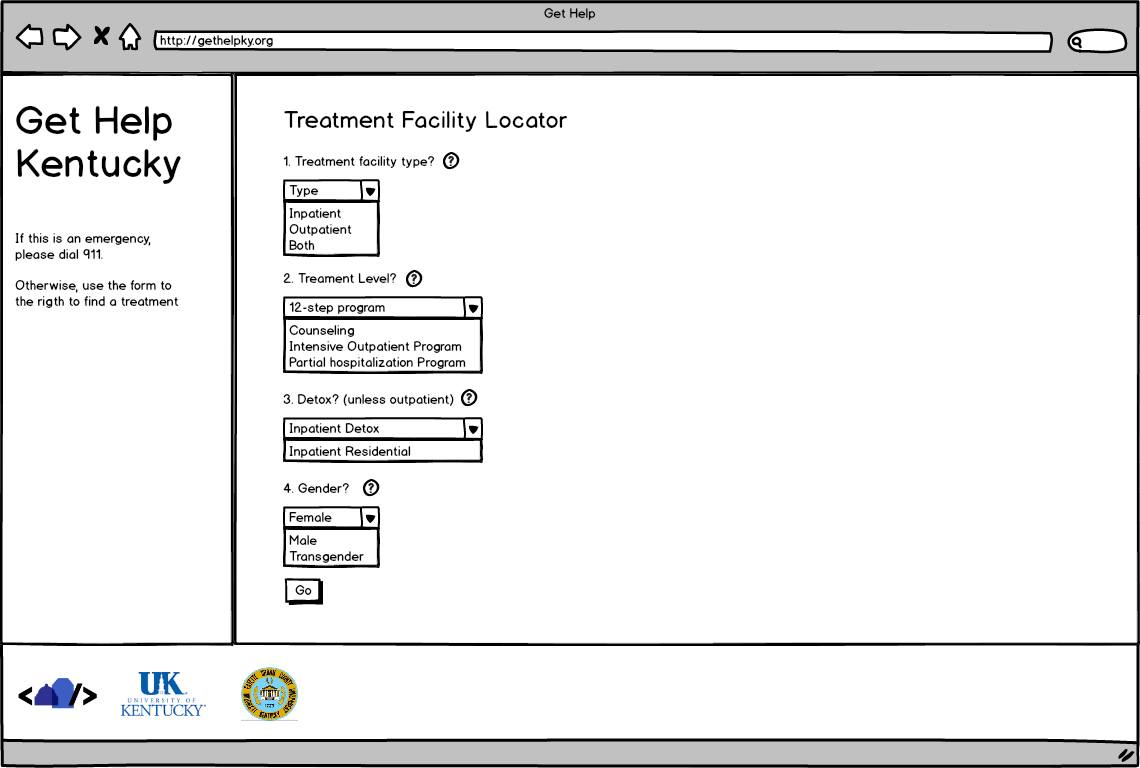 Get Help
http://gethelpky.org
Get Help
Kentucky
If this is an emergency,
please dial 911.
Otherwise, use the form to
the rigth to find a treatment
Treatment Facility Locator
1. Treatment facility type? ?
Type
Inpatient
Outpatient
Both
2. Treament Level? ?
12-step program
Counseling
Intensive Outpatient Program
Partial hospitalization Program
3. Detox? (unless outpatient) ?
Inpatient Detox
Inpatient Residential
4. Gender? ?
Female
Male
Transgender
Go
< />
UK
UNIVERSITY OF
KENTUCKY